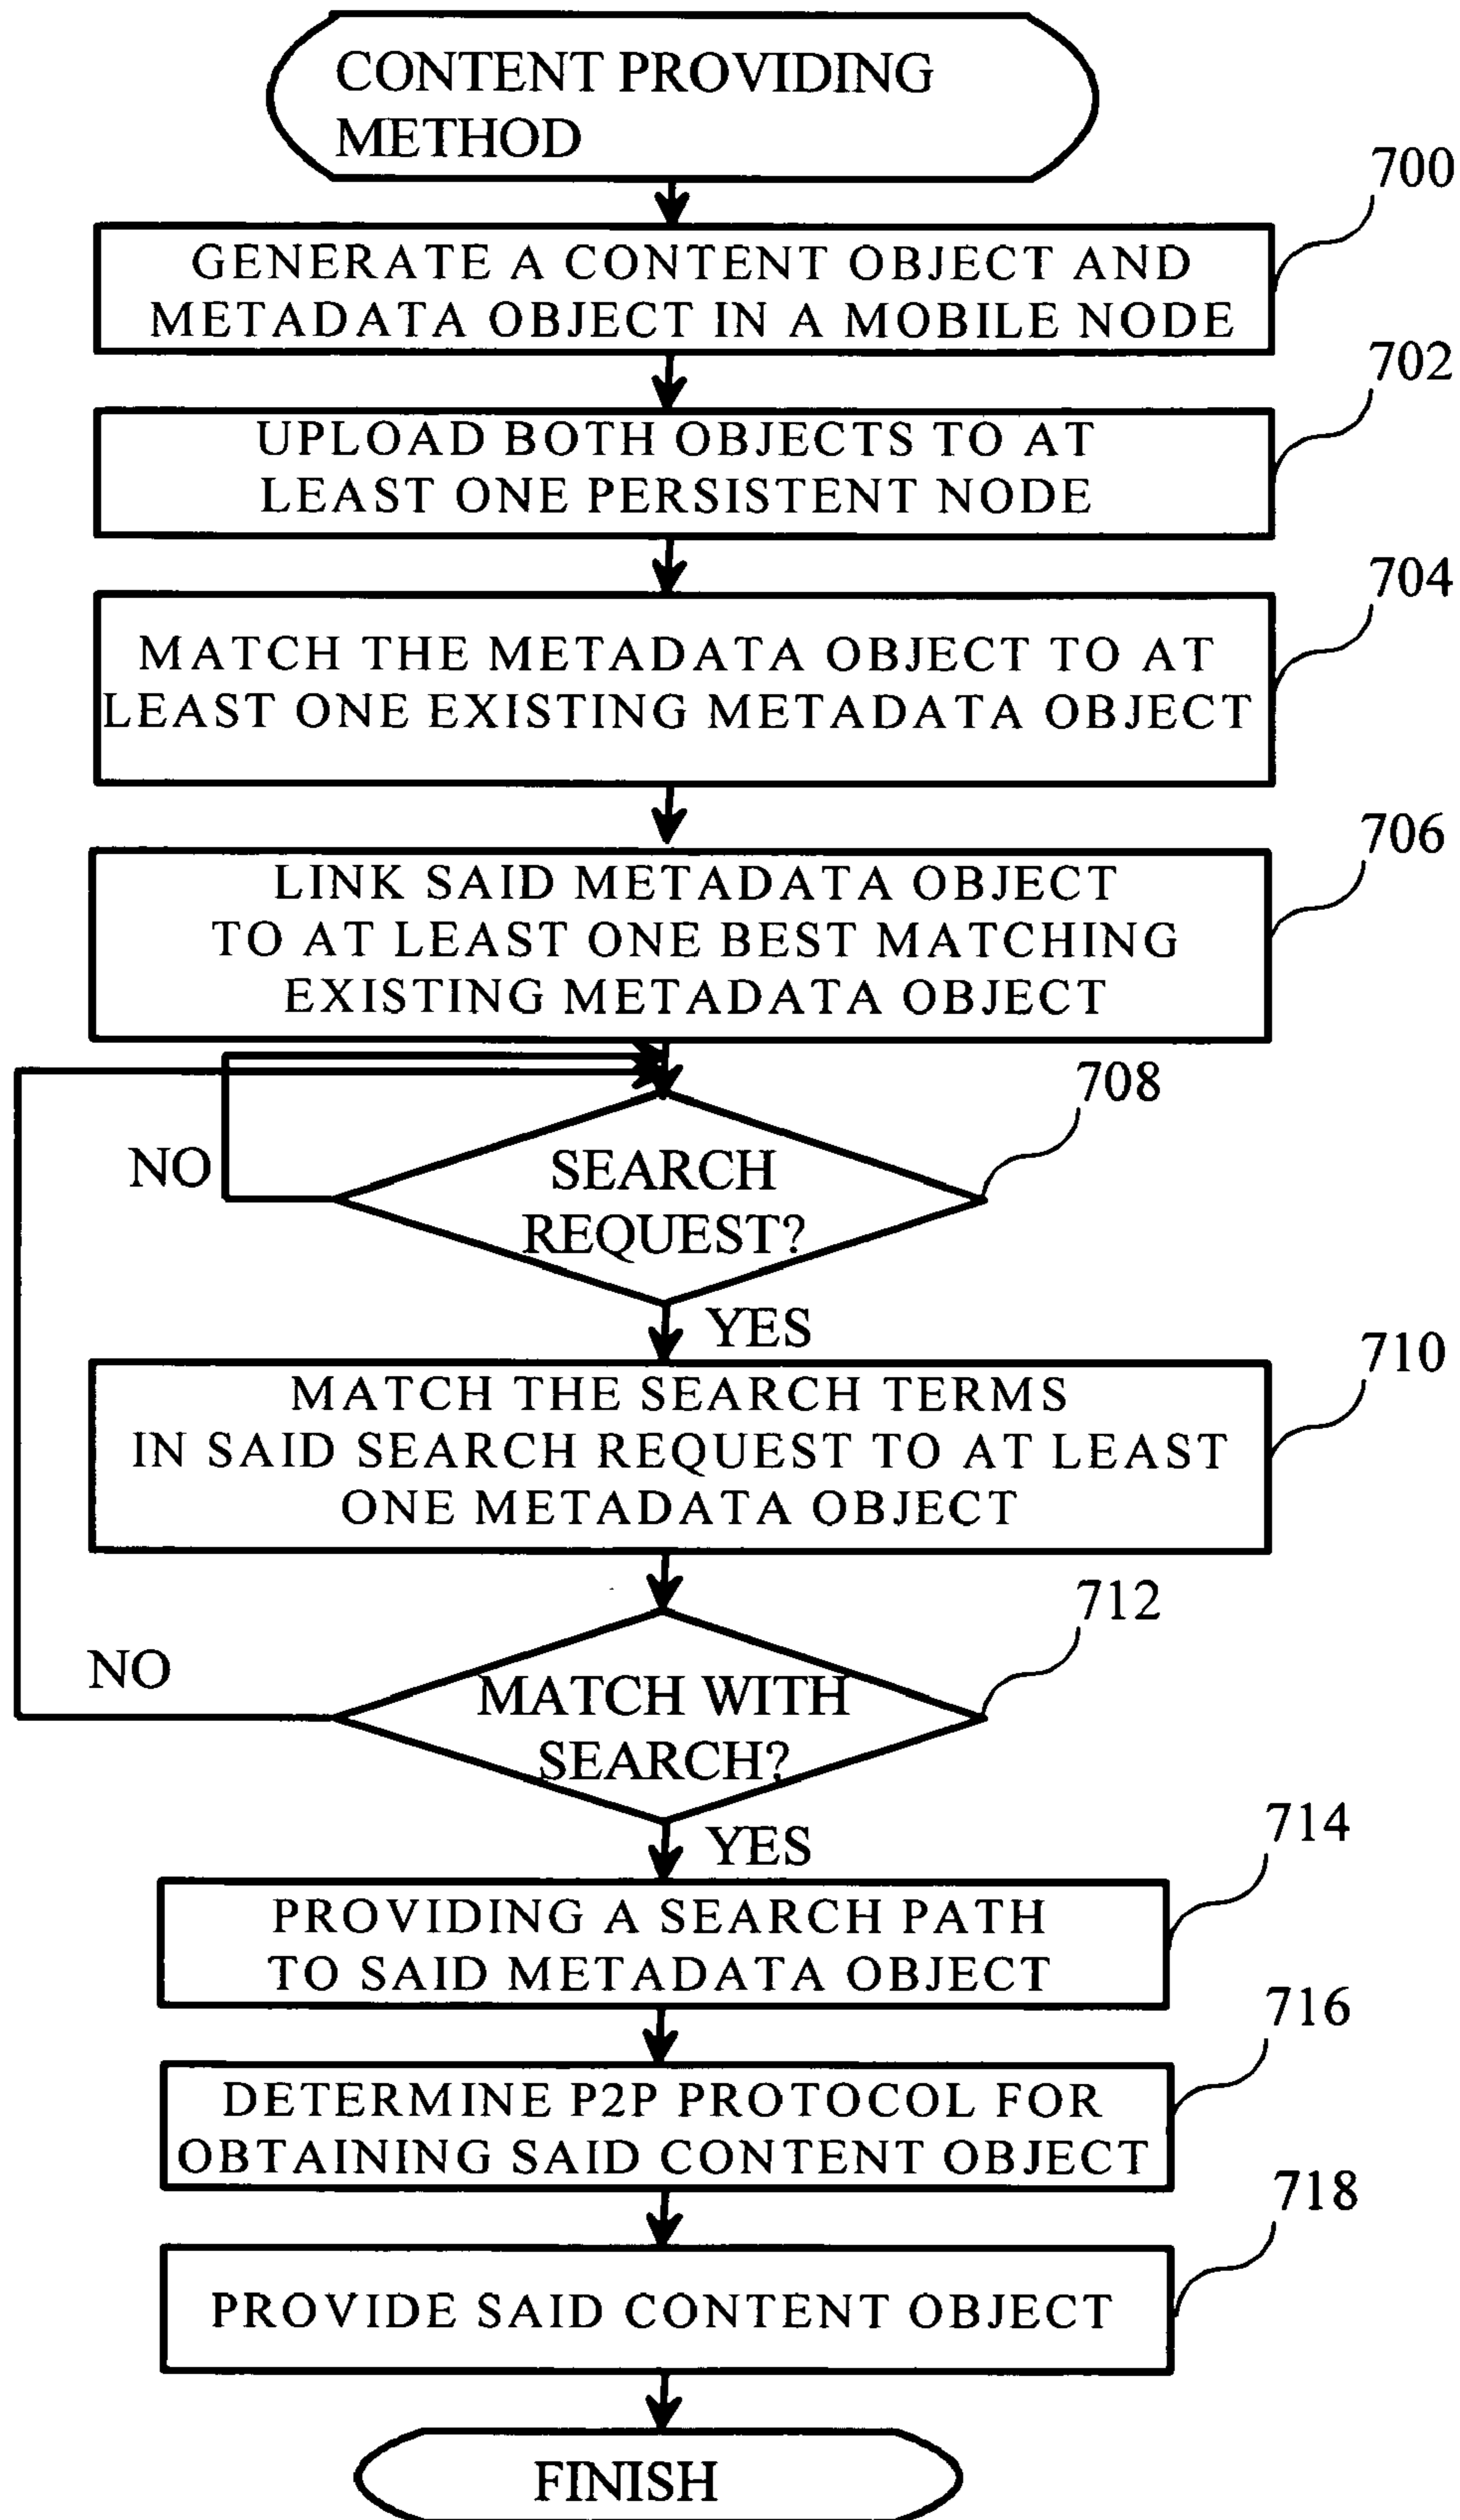 CONTENT PROVIDING
METHOD
700
GENERATE A CONTENT OBJECT AND
METADATA OBJECT IN A MOBILE NODE
702
UPLOAD BOTH OBJECTS TO AT
LEAST ONE PERSISTENT NODE
704
MATCH THE METADATA OBJECT TO AT
LEAST ONE EXISTING METADATA OBJECT
706
LINK SAID METADATA OBJECT
TO AT LEAST ONE BEST MATCHING
EXISTING METADATA OBJECT
708
NO
SEARCH
REQUEST?
YES
710
MATCH THE SEARCH TERMS
IN SAID SEARCH REQUEST TO AT LEAST
ONE METADATA OBJECT
712
NO
MATCH WITH
SEARCH?
YES
714
PROVIDING A SEARCH PATH
TO SAID METADATA OBJECT
716
DETERMINE P2P PROTOCOL FOR
OBTAINING SAID CONTENT OBJECT
718
PROVIDE SAID CONTENT OBJECT
FINISH